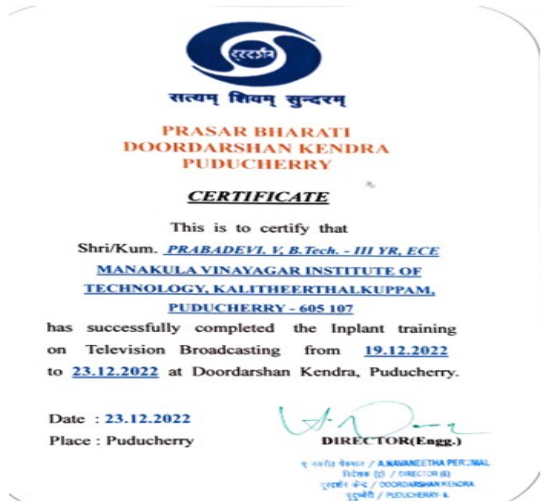 दूरदर्शन
सत्यम् शिवम् सुन्दरम्
PRASAR BHARATI
DOORDARSHAN KENDRA
PUDUCHERRY
CERTIFICATE
This is to certify that
Shri/Kum. PRABADEVI. V, B.Tech. - III YR, ECE
MANAKULA VINAYAGAR INSTITUTE OF
TECHNOLOGY, KALITHEERTHALKUPPAM,
PUDUCHERRY - 605 107
has successfully completed the Inplant training
on Television Broadcasting from 19.12.2022
to 23.12.2022 at Doordarshan Kendra, Puducherry.
Date : 23.12.2022
Place : Puducherry
DIRECTOR(Engg.)
/ A.NAVANEETHA PERUMAL
/ DIRECTOR (E)
/ DOORDARSHAN KENDRA
/ PUDUCHERRY-